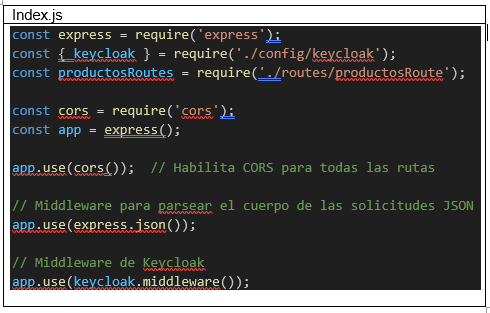 Index.js
const express = require('express');
const { keycloak } = require('./config/keycloak');
const productosRoutes = require('./routes/productosRoute');
const cors = require('cors');
const app = express();
app.use(cors());  // Habilita CORS para todas las rutas
// Middleware para parsear el cuerpo de las solicitudes JSON
app.use(express.json());
// Middleware de Keycloak
app.use(keycloak.middleware());